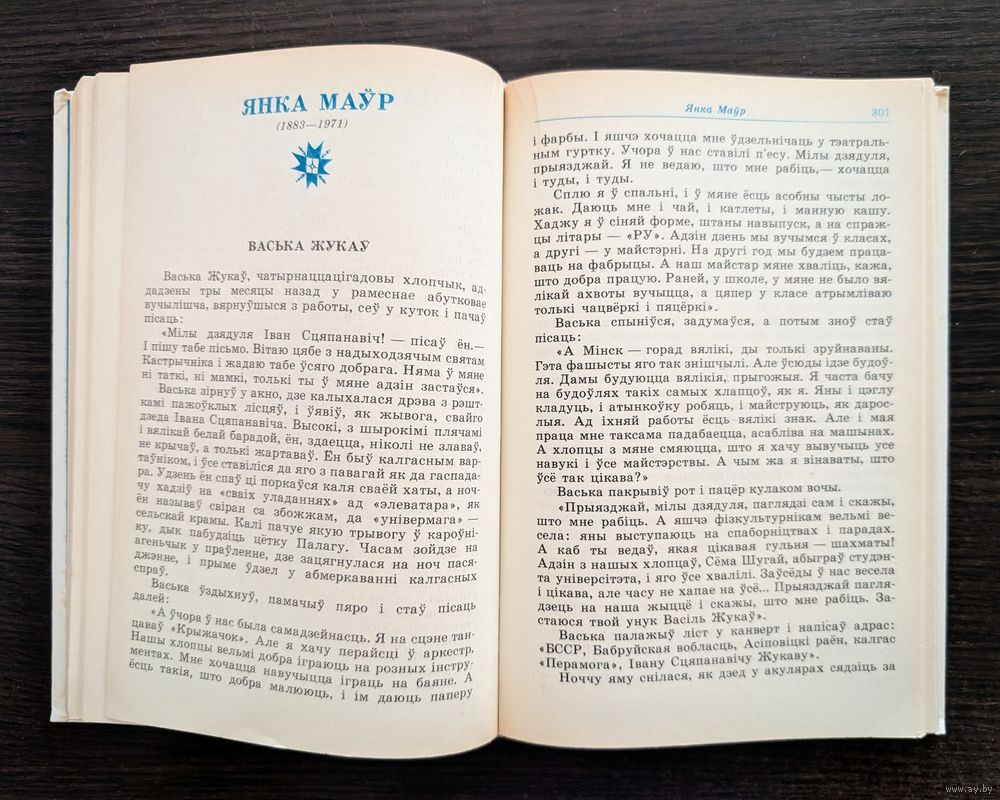 ЯНКА МАЎР
(1883—1971)
ВАСЬКА ЖУКАЎ
Васька Жукаў, чатырнаццацігадовы хлопчык, ад-
дадзены тры месяцы назад у рамеснае абутковае
вучылішча, вярнуўшыся з работы, сеў у куток і пачаў
пісаць:
«Мілы дзядуля Іван Сцяпанавіч! — пісаў ён.—
І пішу табе пісьмо. Вітаю цябе з надыходзячым святам
Кастрычніка і жадаю табе ўсяго добрага. Няма ў мяне
ні таткі, ні мамкі, толькі ты ў мяне адзін застаўся».
Васька зірнуў у акно, дзе калыхалася дрэва з рэшт-
камі пажоўклых лісцяў, і ўявіў, як жывога, свайго
дзеда Івана Сцяпанавіча. Высокі, з шырокімі плячамі
і вялікай белай барадой, ён, здаецца, ніколі не злаваў,
не крычаў, а толькі жартаваў. Ён быў калгасным вар-
таўніком, і ўсе ставіліся да яго з павагай як да гаспада-
ра. Удзень ён спаў ці поркаўся каля сваёй хаты, а ноч-
чу хадзіў на «сваіх уладаннях» ад «элеватара», як
ён называў свіран са збожжам, да «універмага» —
сельскай крамы. Калі пачуе якую трывогу ў кароўні-
ку, дык пабудзіць цётку Палагу. Часам зойдзе на
агеньчык у праўленне, дзе зацягнулася на ноч пася-
джэнне, і прыме ўдзел у абмеркаванні калгасных
спраў.
Васька ўздыхнуў, памачыў пяро і стаў пісаць
далей:
«А ўчора ў нас была самадзейнасць. Я на сцэне тан-
цаваў «Крыжачок». Але я хачу перайсці ў аркестр.
Нашы хлопцы вельмі добра іграюць на розных інстру-
ментах. Мне хочацца навучыцца іграць на баяне. А
ёсць такія, што добра малююць, і ім даюць паперу
Янка Маўр
301
і фарбы. І яшчэ хочацца мне ўдзельнічаць у тэатраль-
ным гуртку. Учора ў нас ставілі п'есу. Мілы дзядуля,
прыязджай. Я не ведаю, што мне рабіць,— хочацца
і туды, і туды.
Сплю я ў спальні, і ў мяне ёсць асобны чысты ло-
жак. Даюць мне і чай, і катлеты, і манную кашу.
Хаджу я ў сіняй форме, штаны навыпуск, а на спраж-
цы літары — «РУ». Адзін дзень мы вучымся ў класах,
а другі — у майстэрні. На другі год мы будзем праца-
ваць на фабрыцы. А наш майстар мяне хваліць, кажа,
што добра працую. Раней, у школе, у мяне не было вя-
лікай ахвоты вучыцца, а цяпер у класе атрымліваю
толькі чацвёркі і пяцёркі».
Васька спыніўся, задумаўся, а потым зноў стаў
пісаць:
«А Мінск — горад вялікі, ды толькі зруйнаваны.
Гэта фашысты яго так знішчылі. Але ўсюды ідзе будоў-
ля. Дамы будуюцца вялікія, прыгожыя. Я часта бачу
на будоўлях такіх самых хлапцоў, як я. Яны і цэглу
кладуць, і атынкоўку робяць, і майструюць, як дарос-
лыя. Ад іхняй работы ёсць вялікі знак. Але і мая
праца мне таксама падабаецца, асабліва на машынах.
А хлопцы з мяне смяюцца, што я хачу вывучыць усе
навукі і ўсе майстэрствы. А чым жа я вінаваты, што
ўсё так цікава?»
Васька пакрывіў рот і пацёр кулаком вочы.
«Прыязджай, мілы дзядуля, паглядзі сам і скажы,
што мне рабіць. А яшчэ фізкультурнікам вельмі ве-
села: яны выступаюць на спаборніцтвах і парадах.
А каб ты ведаў, якая цікавая гульня — шахматы!
Адзін з нашых хлопцаў, Сёма Шугай, абыграў студэн-
та універсітэта, і яго ўсе хвалілі. Заўсёды ў нас весела
і цікава, але часу не хапае на ўсё... Прыязджай пагля-
дзець на наша жыццё і скажы, што мне рабіць. За-
стаюся твой унук Васіль Жукаў».
Васька палажыў ліст у канверт і напісаў адрас:
«БССР, Бабруйская вобласць, Асіповіцкі раён, калгас
«Перамога», Івану Сцяпанавічу Жукаву».
Ноччу яму снілася, як дзед у акулярах сядзіць за
www.ay.by